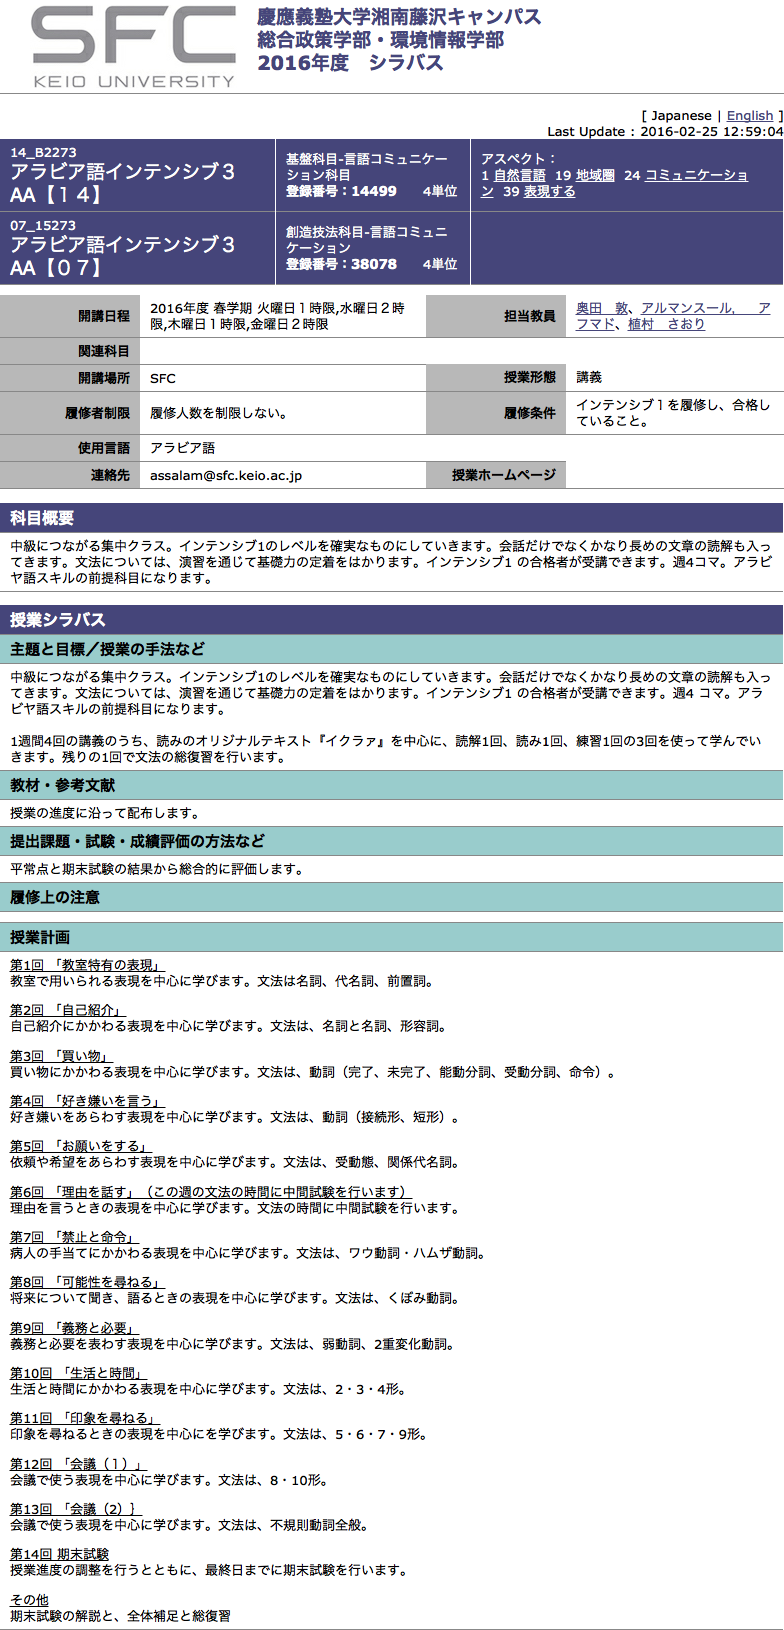 SFC
KEIO UNIVERSITY
慶應義塾大学湘南藤沢キャンパス
総合政策学部・環境情報学部
2016年度　シラバス
[ Japanese | English ]
Last Update : 2016-02-25 12:59:04
14_B2273
アラビア語インテンシブ３
AA【１４】
基盤科目-言語コミュニケー
ション科目
登録番号：14499　　4単位
アスペクト：
1 自然言語　19 地域圏　24 コミュニケーショ
ン　39 表現する
07_15273
アラビア語インテンシブ３
AA【０７】
創造技法科目-言語コミュニ
ケーション
登録番号：38078　　4単位
開講日程
2016年度 春学期 火曜日１時限,水曜日２時
限,木曜日１時限,金曜日２時限
担当教員
奥田　敦、アルマンスール,　ア
フマド、植村　さおり
関連科目
開講場所
SFC
授業形態
講義
履修者制限
履修人数を制限しない。
履修条件
インテンシブ１を履修し、合格し
ていること。
使用言語
アラビア語
連絡先
assalam@sfc.keio.ac.jp
授業ホームページ
科目概要
中級につながる集中クラス。インテンシブ1のレベルを確実なものにしていきます。会話だけでなくかなり長めの文章の読解も入っ
てきます。文法については、演習を通じて基礎力の定着をはかります。インテンシブ1 の合格者が受講できます。週4コマ。アラビ
ヤ語スキルの前提科目になります。
授業シラバス
主題と目標／授業の手法など
中級につながる集中クラス。インテンシブ1のレベルを確実なものにしていきます。会話だけでなくかなり長めの文章の読解も入っ
てきます。文法については、演習を通じて基礎力の定着をはかります。インテンシブ1 の合格者が受講できます。週4 コマ。アラ
ビヤ語スキルの前提科目になります。
1週間4回の講義のうち、読みのオリジナルテキスト『イクラァ』を中心に、読解1回、読み1回、練習1回の3回を使って学んでい
きます。残りの1回で文法の総復習を行います。
教材・参考文献
授業の進度に沿って配布します。
提出課題・試験・成績評価の方法など
平常点と期末試験の結果から総合的に評価します。
履修上の注意
授業計画
第1回 「教室特有の表現」
教室で用いられる表現を中心に学びます。文法は名詞、代名詞、前置詞。
第2回 「自己紹介」
自己紹介にかかわる表現を中心に学びます。文法は、名詞と名詞、形容詞。
第3回 「買い物」
買い物にかかわる表現を中心に学びます。文法は、動詞（完了、未完了、能動分詞、受動分詞、命令）。
第4回 「好き嫌いを言う」
好き嫌いをあらわす表現を中心に学びます。文法は、動詞（接続形、短形）。
第5回 「お願いをする」
依頼や希望をあらわす表現を中心に学びます。文法は、受動態、関係代名詞。
第6回 「理由を話す」（この週の文法の時間に中間試験を行います）
理由を言うときの表現を中心に学びます。文法の時間に中間試験を行います。
第7回 「禁止と命令」
病人の手当てにかかわる表現を中心に学びます。文法は、ワウ動詞・ハムザ動詞。
第8回 「可能性を尋ねる」
将来について聞き、語るときの表現を中心に学びます。文法は、くぼみ動詞。
第9回 「義務と必要」
義務と必要を表わす表現を中心に学びます。文法は、弱動詞、2重変化動詞。
第10回 「生活と時間」
生活と時間にかかわる表現を中心に学びます。文法は、2・3・4形。
第11回 「印象を尋ねる」
印象を尋ねるときの表現を中心にを学びます。文法は、5・6・7・9形。
第12回 「会議（１）」
会議で使う表現を中心に学びます。文法は、8・10形。
第13回 「会議（2）}
会議で使う表現を中心に学びます。文法は、不規則動詞全般。
第14回 期末試験
授業進度の調整を行うとともに、最終日までに期末試験を行います。
その他
期末試験の解説と、全体補足と総復習